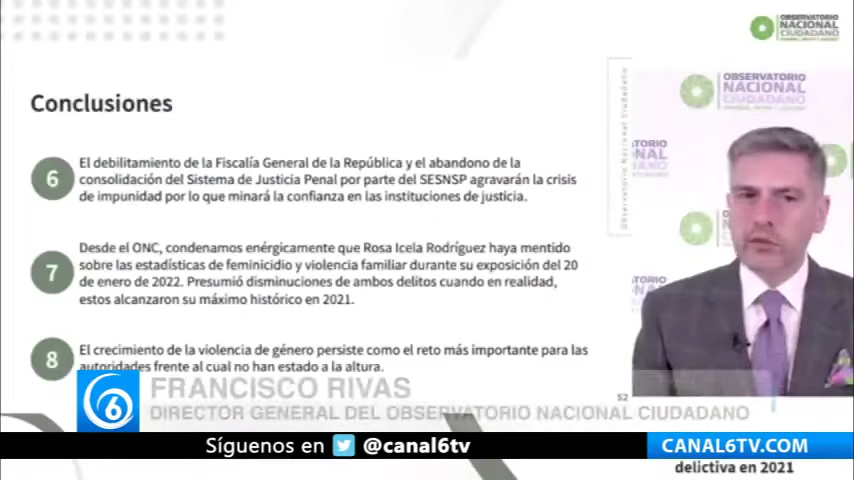 OBSERVATORIO
NACIONAL
CIUDADANO
Conclusiones
6
El debilitamiento de la Fiscalía General de la República y el abandono de la
consolidación del Sistema de Justicia Penal por parte del SESNSP agravarán la crisis
de impunidad por lo que minará la confianza en las instituciones de justicia.
7
Desde el ONC, condenamos enérgicamente que Rosa Icela Rodríguez haya mentido
sobre las estadísticas de feminicidio y violencia familiar durante su exposición del 20
de enero de 2022. Presumió disminuciones de ambos delitos cuando en realidad,
estos alcanzaron su máximo histórico en 2021.
8
El crecimiento de la violencia de género persiste como el reto más importante para las
autoridades frente al cual no han estado a la altura.
52
Observatorio Nacional Ciudadano
OBSERVATORIO
NACIONAL
CIUDADANO
6
FRANCISCO RIVAS
DIRECTOR GENERAL DEL OBSERVATORIO NACIONAL CIUDADANO
Síguenos en @canal6tv
CANAL6TV.COM
delictiva en 2021